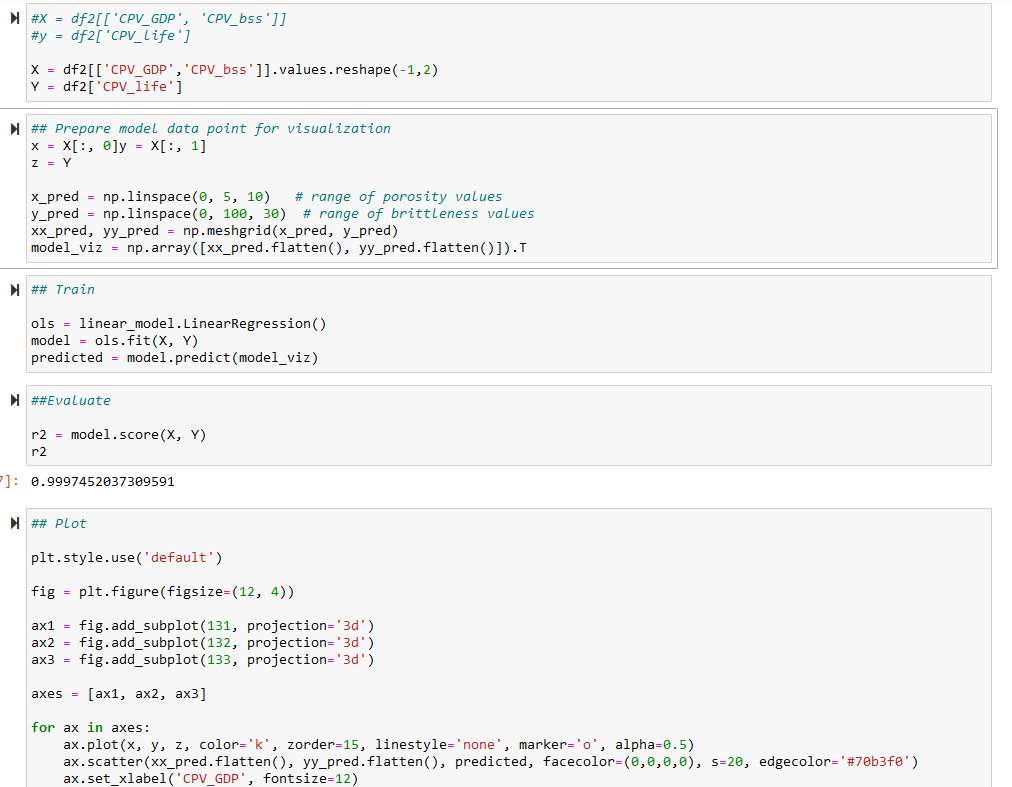 #X = df2[['CPV_GDP', 'CPV_bss']]
#y = df2['CPV_life']
X = df2[['CPV_GDP','CPV_bss']].values.reshape(-1,2)
Y = df2['CPV_life']
## Prepare model data point for visualization
x = X[:, 0]y = X[:, 1]
z = Y
x_pred = np.linspace(0, 5, 10)   # range of porosity values
y_pred = np.linspace(0, 100, 30)  # range of brittleness values
xx_pred, yy_pred = np.meshgrid(x_pred, y_pred)
model_viz = np.array([xx_pred.flatten(), yy_pred.flatten()]).T
## Train
ols = linear_model.LinearRegression()
model = ols.fit(X, Y)
predicted = model.predict(model_viz)
##Evaluate
r2 = model.score(X, Y)
r2
]: 0.9997452037309591
## Plot
plt.style.use('default')
fig = plt.figure(figsize=(12, 4))
ax1 = fig.add_subplot(131, projection='3d')
ax2 = fig.add_subplot(132, projection='3d')
ax3 = fig.add_subplot(133, projection='3d')
axes = [ax1, ax2, ax3]
for ax in axes:
    ax.plot(x, y, z, color='k', zorder=15, linestyle='none', marker='o', alpha=0.5)
    ax.scatter(xx_pred.flatten(), yy_pred.flatten(), predicted, facecolor=(0,0,0,0), s=20, edgecolor='#70b3f0')
    ax.set_xlabel('CPV_GDP', fontsize=12)